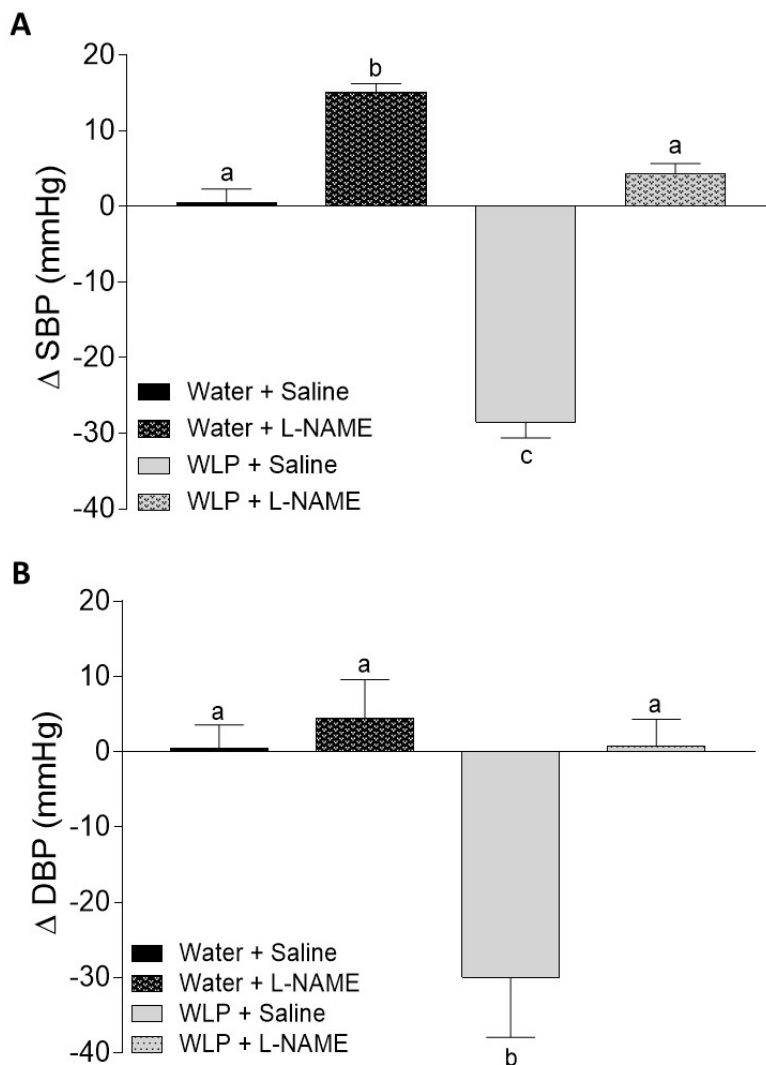 A
20
10
0
-10
-20
-30
-40
Δ SBP (mmHg)
a
b
c
a
Water + Saline
Water + L-NAME
WLP + Saline
WLP + L-NAME
B
20
10
0
-10
-20
-30
-40
Δ DBP (mmHg)
a
a
b
a
Water + Saline
Water + L-NAME
WLP + Saline
WLP + L-NAME